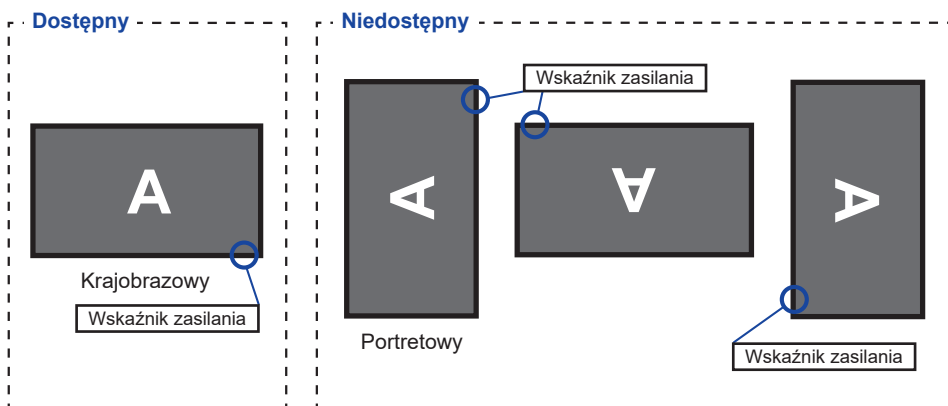 Dostępny
Niedostępny
Wskaźnik zasilania
A
A
A
A
Krajobrazowy
Wskaźnik zasilania
Portretowy
Wskaźnik zasilania